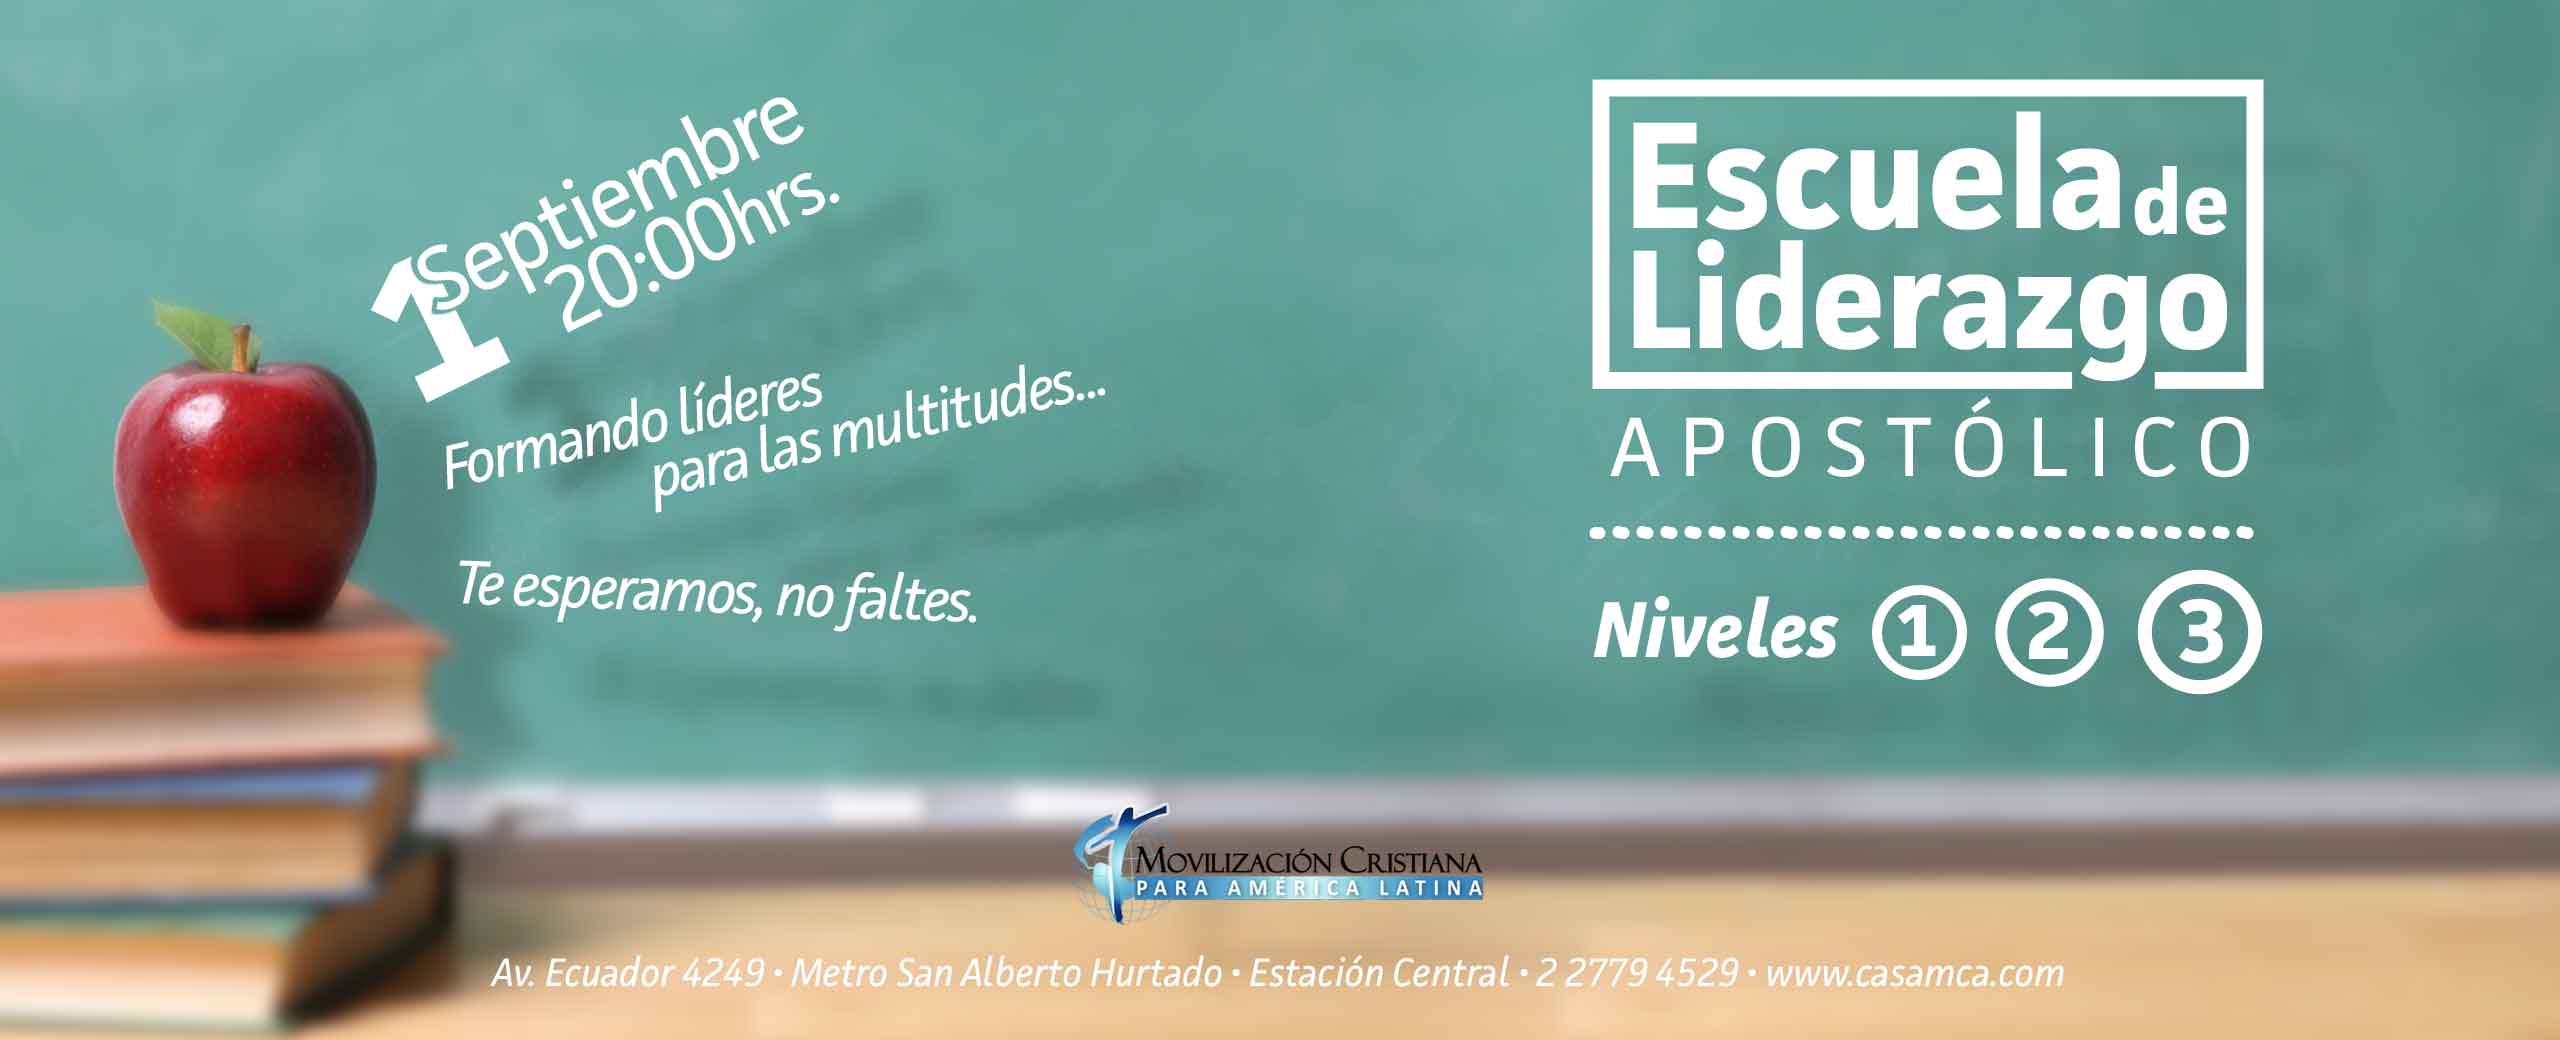 1 Septiembre
20:00hrs.
Formando líderes
para las multitudes...
Te esperamos, no faltes.
Escuela de
Liderazgo
APOSTÓLICO
Niveles 1 2 3
MOVILIZACIÓN CRISTIANA
PARA AMÉRICA LATINA
Av. Ecuador 4249 • Metro San Alberto Hurtado • Estación Central • 2 2779 4529 • www.casamca.com